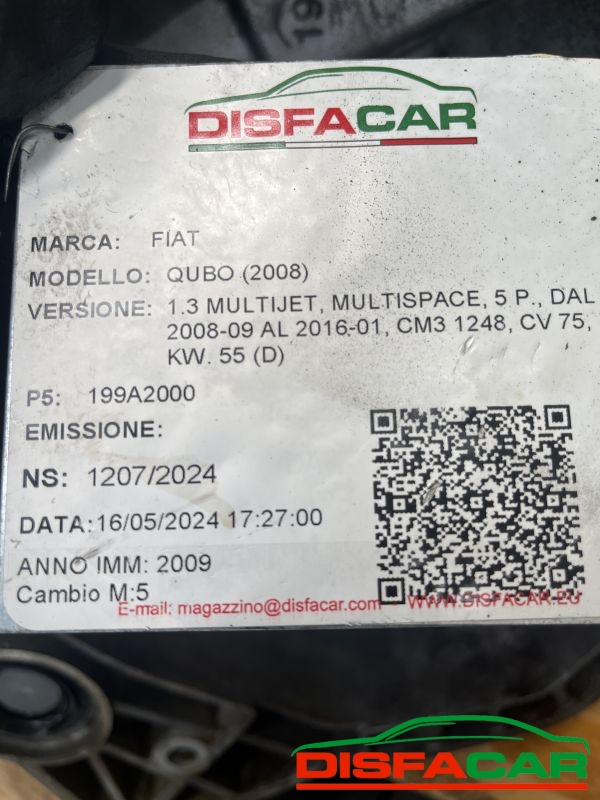 19
DISFACAR
MARCA: FIAT
MODELLO: QUBO (2008)
VERSIONE: 1.3 MULTIJET, MULTISPACE, 5 P., DAL
2008-09 AL 2016-01, CM3 1248, CV 75,
KW. 55 (D)
P5: 199A2000
EMISSIONE:
NS: 1207/2024
DATA:16/05/2024 17:27:00
ANNO IMM: 2009
Cambio M:5
E-mail: magazzino@disfacar.com - WWW.DISFACAR.EU
DISFACAR